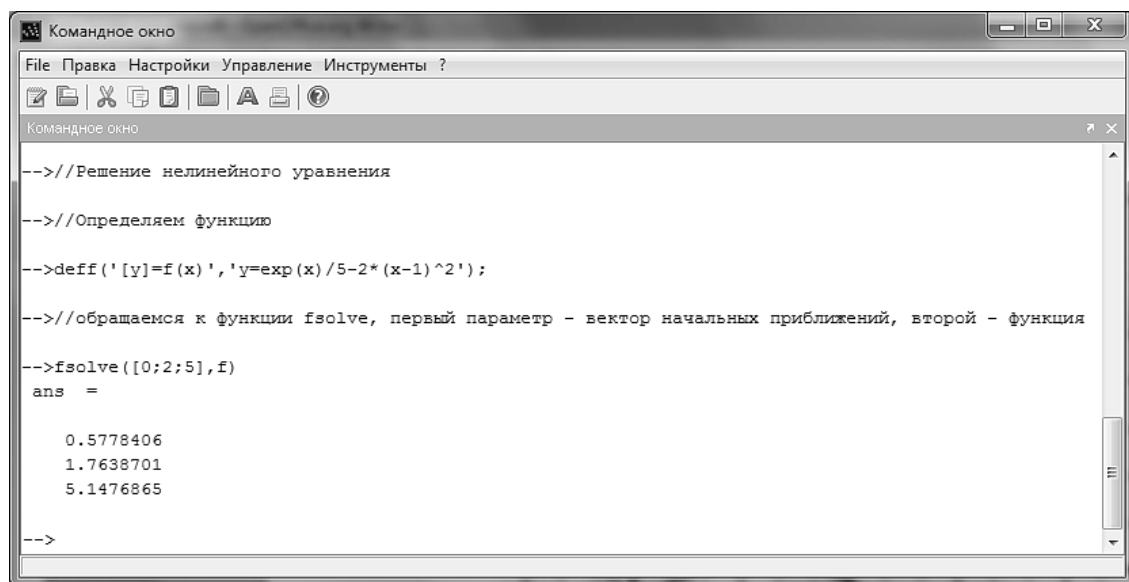 Командное окно
File Правка Настройки Управление Инструменты ?
Командное окно
-->//Решение нелинейного уравнения
-->//Определяем функцию
-->deff('[y]=f(x)','y=exp(x)/5-2*(x-1)^2');
-->//обращаемся к функции fsolve, первый параметр - вектор начальных приближений, второй - функция
-->fsolve([0;2;5],f)
ans  =
0.5778406
1.7638701
5.1476865
-->